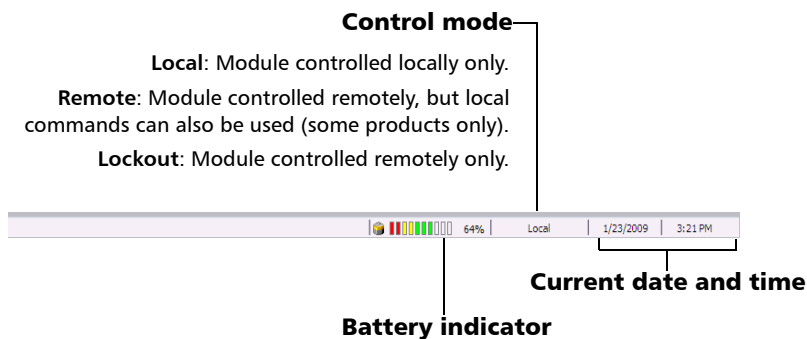 Control mode
Local: Module controlled locally only.
Remote: Module controlled remotely, but local
commands can also be used (some products only).
Lockout: Module controlled remotely only.
64% Local 1/23/2009 3:21 PM
Current date and time
Battery indicator